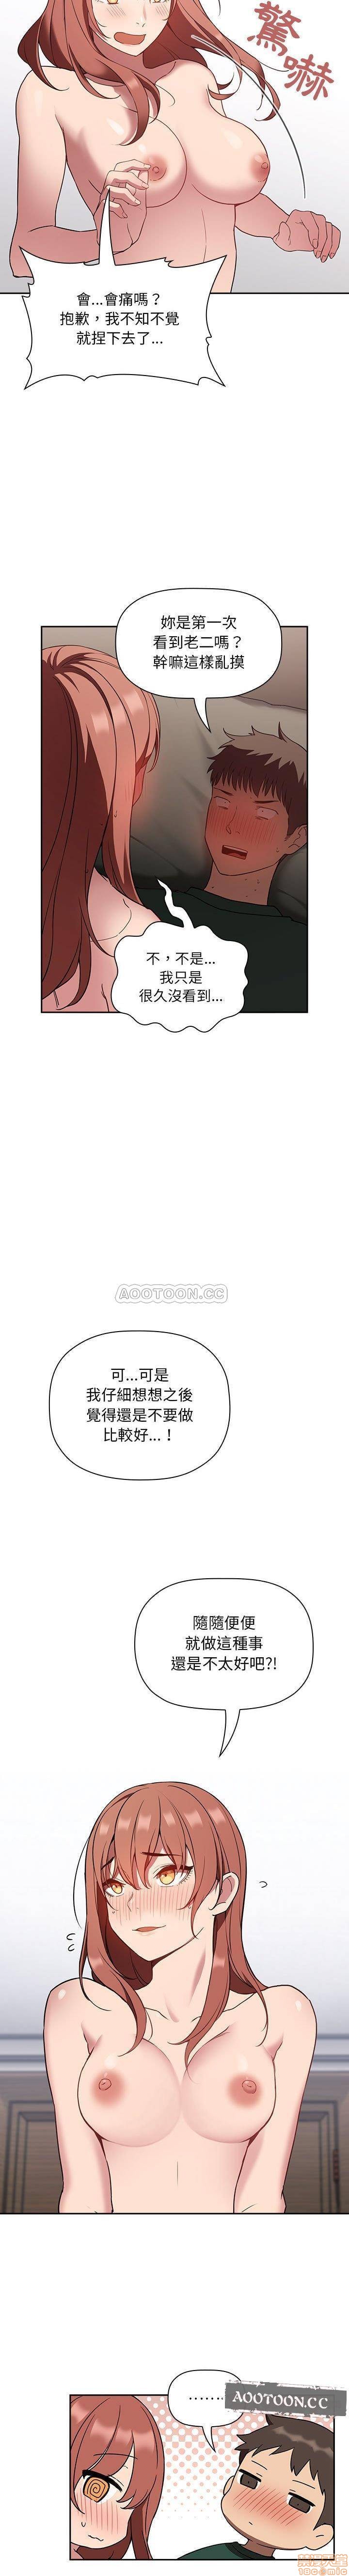 驚嚇
會...會痛嗎？
抱歉，我不知不覺
就捏下去了...
妳是第一次
看到老二嗎？
幹嘛這樣亂摸
不，不是...
我只是
很久沒看到...
AOOTOON.CC
可...可是
我仔細想想之後
覺得還是不要做
比較好...！
隨隨便便
就做這種事
還是不太好吧?!
......
AOOTOON.CC